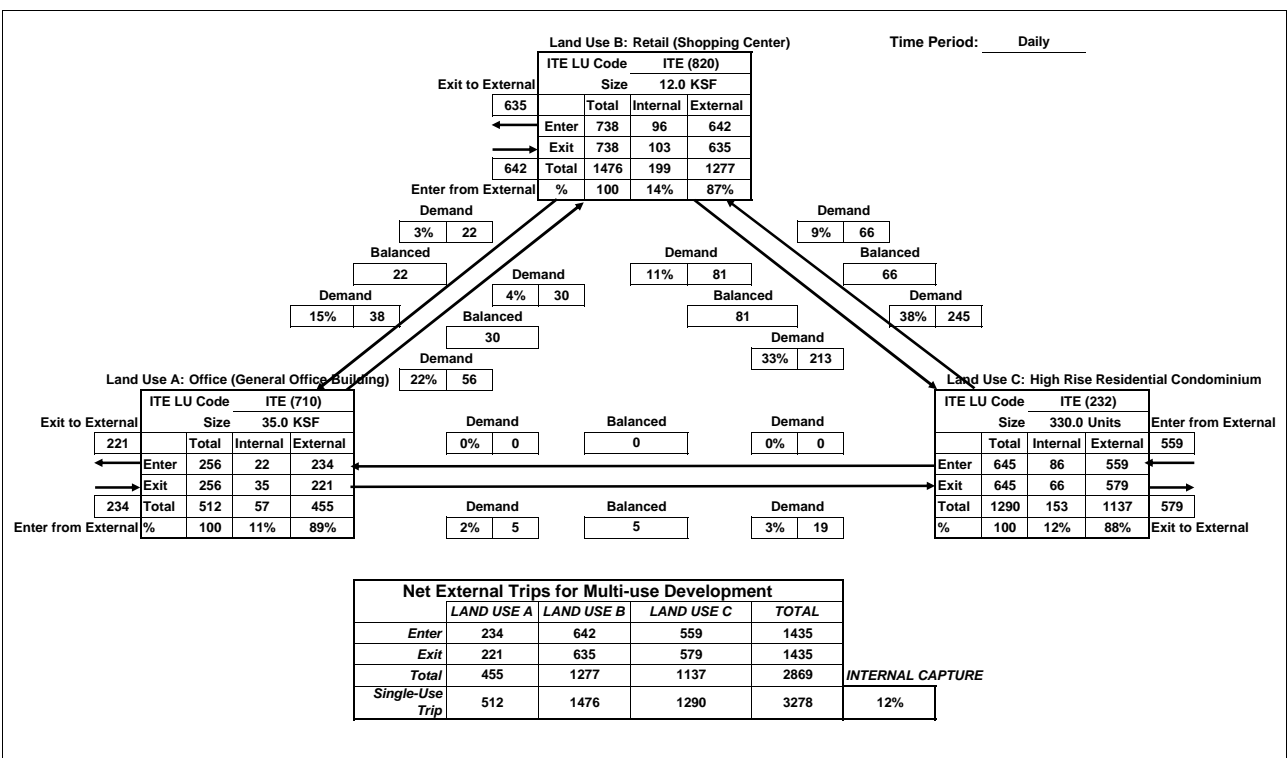 Land Use B: Retail (Shopping Center)
Time Period: Daily
ITE LU Code ITE (820)
Exit to External Size 12.0 KSF
635 Total Internal External
Enter 738 96 642
Exit 738 103 635
642 Total 1476 199 1277
Enter from External % 100 14% 87%
Demand
3% 22
Balanced
22
Demand
15% 38
Demand
4% 30
Balanced
30
Demand
22% 56
Demand
11% 81
Balanced
81
Demand
33% 213
Demand
9% 66
Balanced
66
Demand
38% 245
Land Use A: Office (General Office Building)
ITE LU Code ITE (710)
Exit to External Size 35.0 KSF
221 Total Internal External
Enter 256 22 234
Exit 256 35 221
234 Total 512 57 455
Enter from External % 100 11% 89%
Demand Balanced Demand
0% 0 0 0% 0
Demand Balanced Demand
2% 5 5 3% 19
Land Use C: High Rise Residential Condominium
ITE LU Code ITE (232)
Size 330.0 Units Enter from External
Total Internal External 559
Enter 645 86 559
Exit 645 66 579
Total 1290 153 1137 579
% 100 12% 88% Exit to External
Net External Trips for Multi-use Development
LAND USE A LAND USE B LAND USE C TOTAL
Enter 234 642 559 1435
Exit 221 635 579 1435
Total 455 1277 1137 2869 INTERNAL CAPTURE
Single-Use
Trip 512 1476 1290 3278 12%